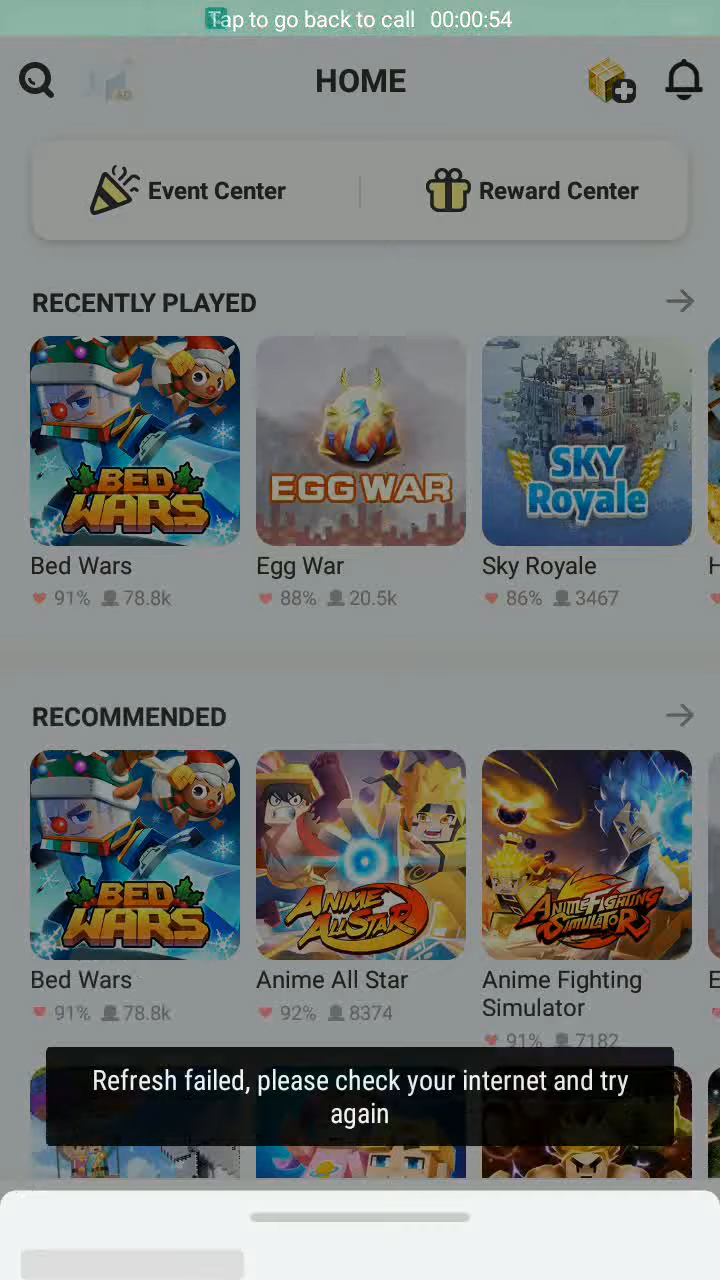 Tap to go back to call 00:00:54
HOME
AD
Event Center
Reward Center
RECENTLY PLAYED
BED WARS
EGG WAR
SKY Royale
Bed Wars
Egg War
Sky Royale
H
91% 78.8k
88% 20.5k
86% 3467
RECOMMENDED
BED WARS
ANIME ALL STAR
ANIME FIGHTING SIMULATOR
Bed Wars
Anime All Star
Anime Fighting
Simulator
E
91% 78.8k
92% 8374
91% 7182
Refresh failed, please check your internet and try
again